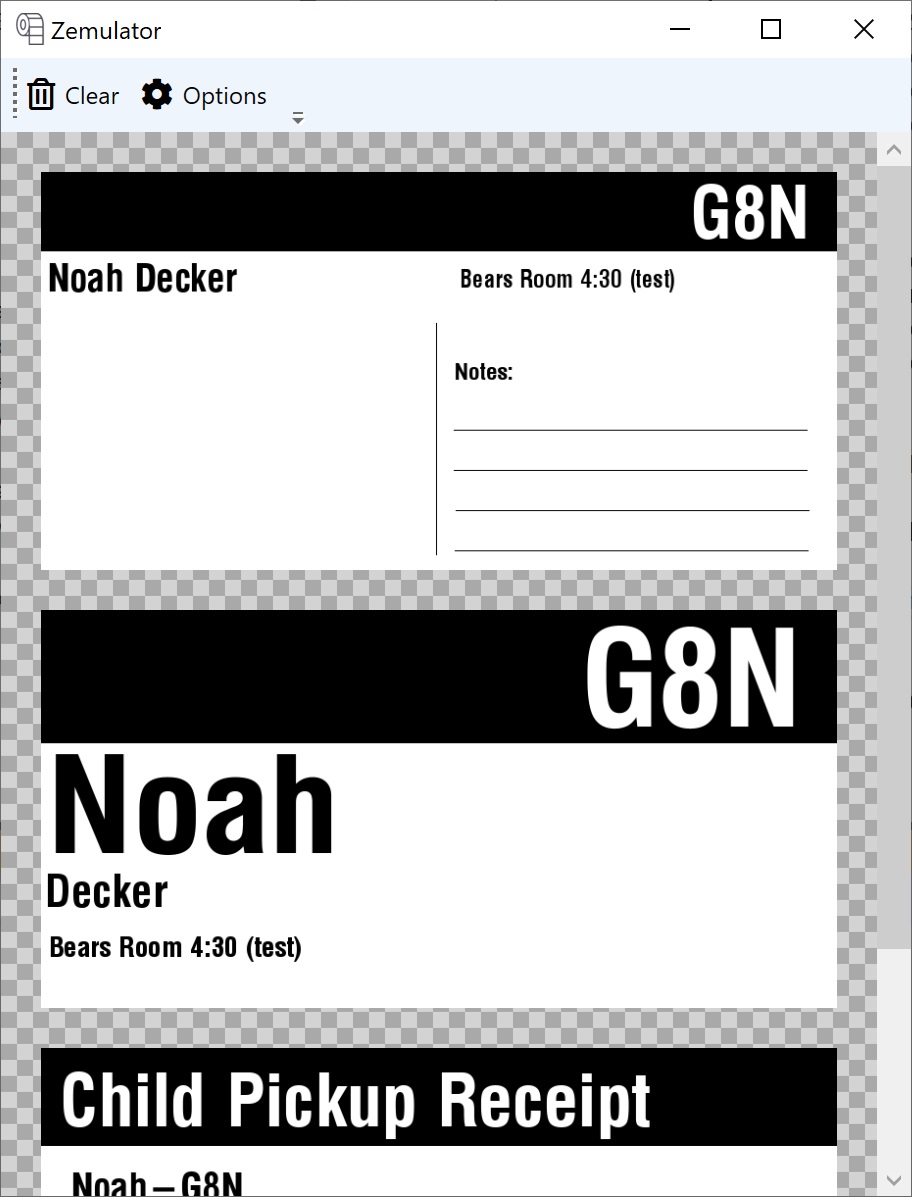 Zemulator
Clear Options
G8N
Noah Decker Bears Room 4:30 (test)
Notes:
G8N
Noah
Decker
Bears Room 4:30 (test)
Child Pickup Receipt
Noah – G8N